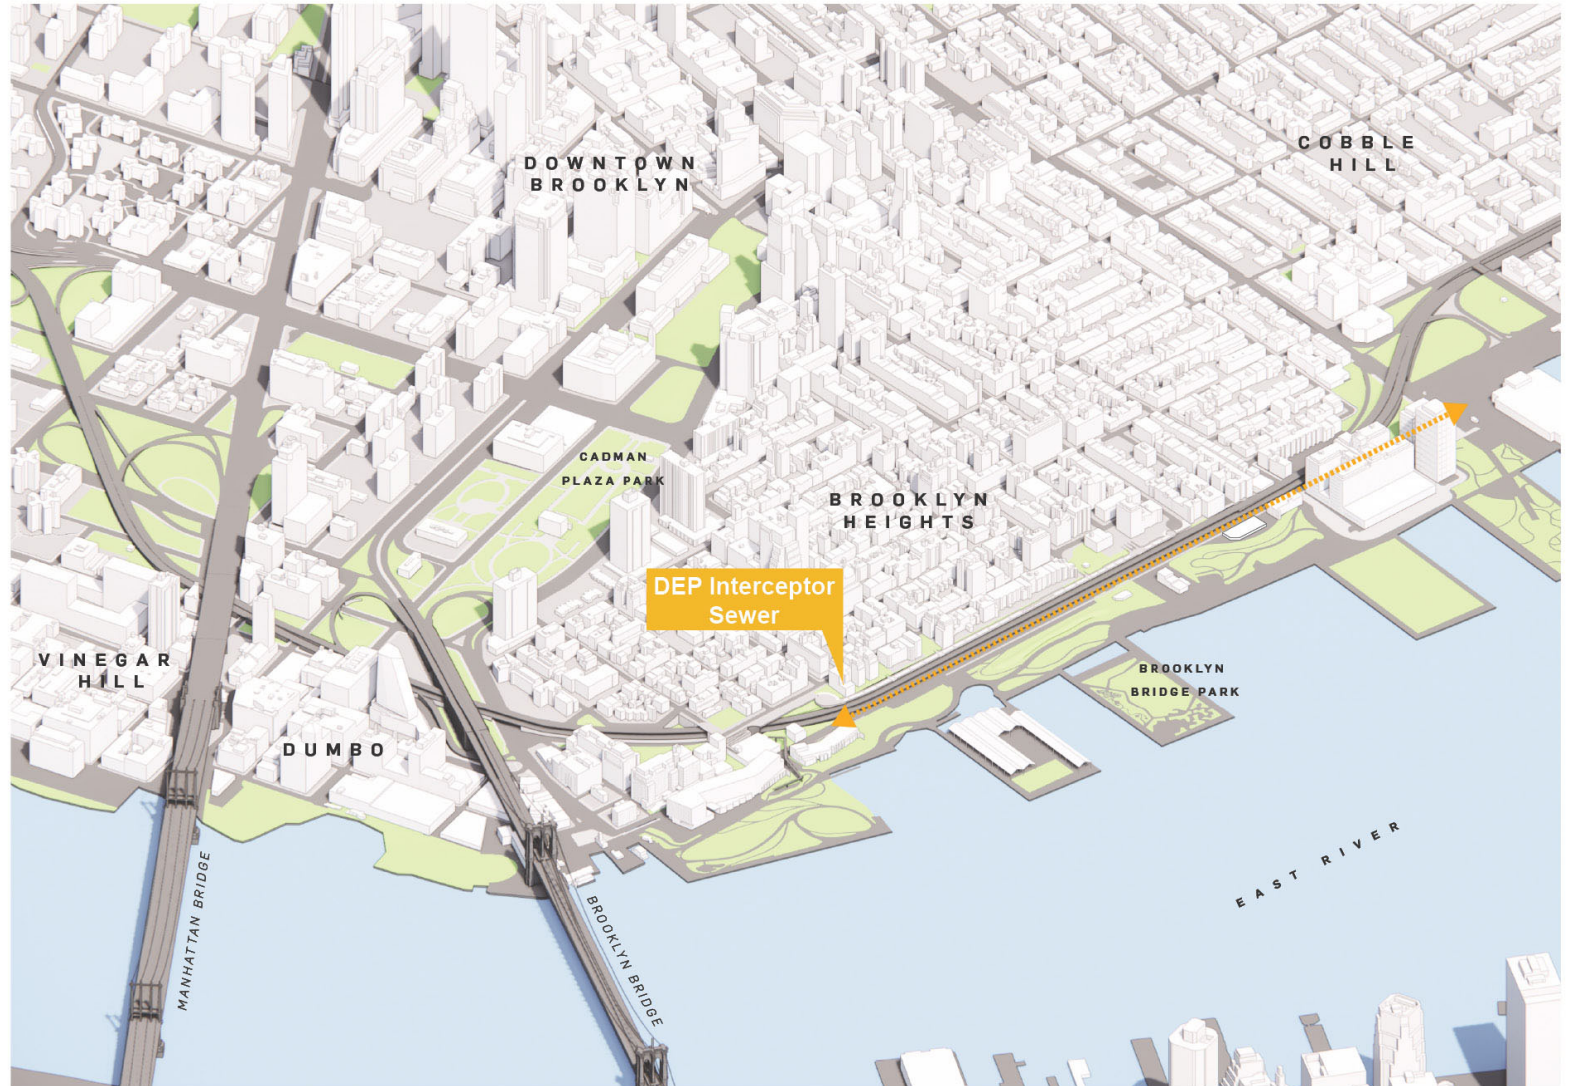 COBBLE
HILL
DOWNTOWN
BROOKLYN
CADMAN
PLAZA PARK
BROOKLYN
HEIGHTS
DEP Interceptor
Sewer
VINEGAR
HILL
BROOKLYN
BRIDGE PARK
DUMBO
EAST RIVER
MANHATTAN BRIDGE
BROOKLYN BRIDGE